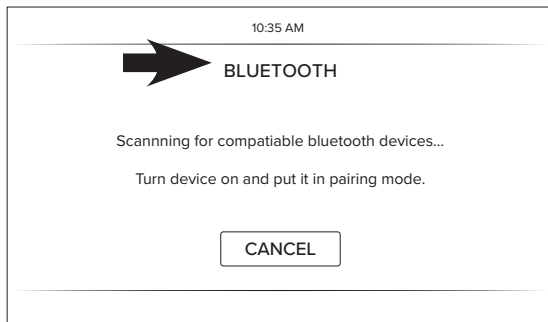 10:35 AM
BLUETOOTH
Scannning for compatiable bluetooth devices...
Turn device on and put it in pairing mode.
CANCEL